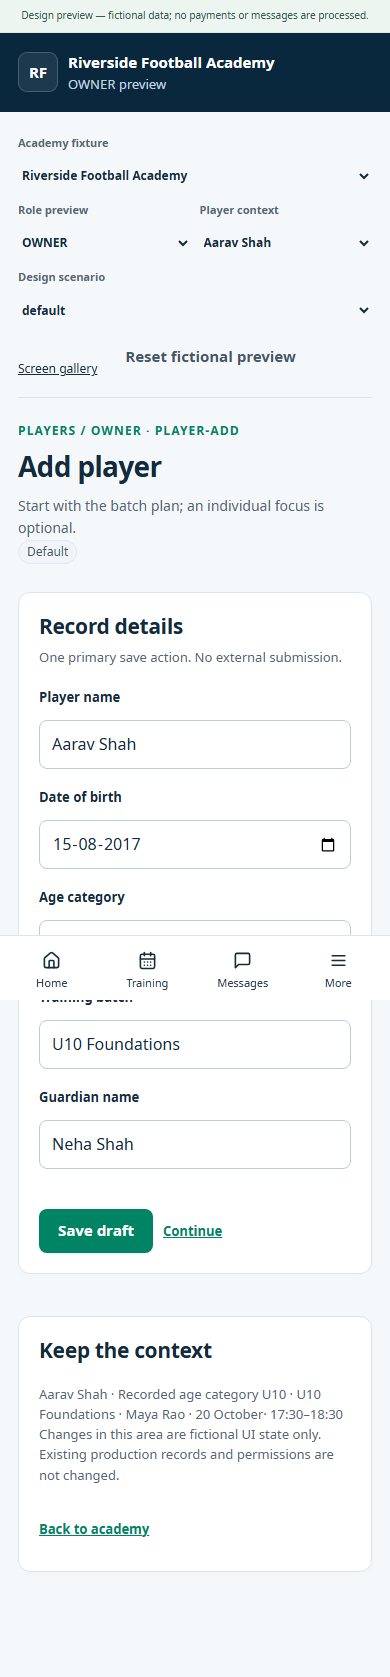 Design preview — fictional data; no payments or messages are processed.
RF
Riverside Football Academy
OWNER preview
Academy fixture
Riverside Football Academy
Role preview
Player context
OWNER
Aarav Shah
Design scenario
default
Screen gallery
Reset fictional preview
PLAYERS / OWNER · PLAYER-ADD
Add player
Start with the batch plan; an individual focus is
optional.
Default
Record details
One primary save action. No external submission.
Player name
Aarav Shah
Date of birth
15-08-2017
Age category
Home
Training
Messages
More
Training batch
U10 Foundations
Guardian name
Neha Shah
Save draft
Continue
Keep the context
Aarav Shah · Recorded age category U10 · U10
Foundations · Maya Rao · 20 October· 17:30–18:30
Changes in this area are fictional UI state only.
Existing production records and permissions are
not changed.
Back to academy